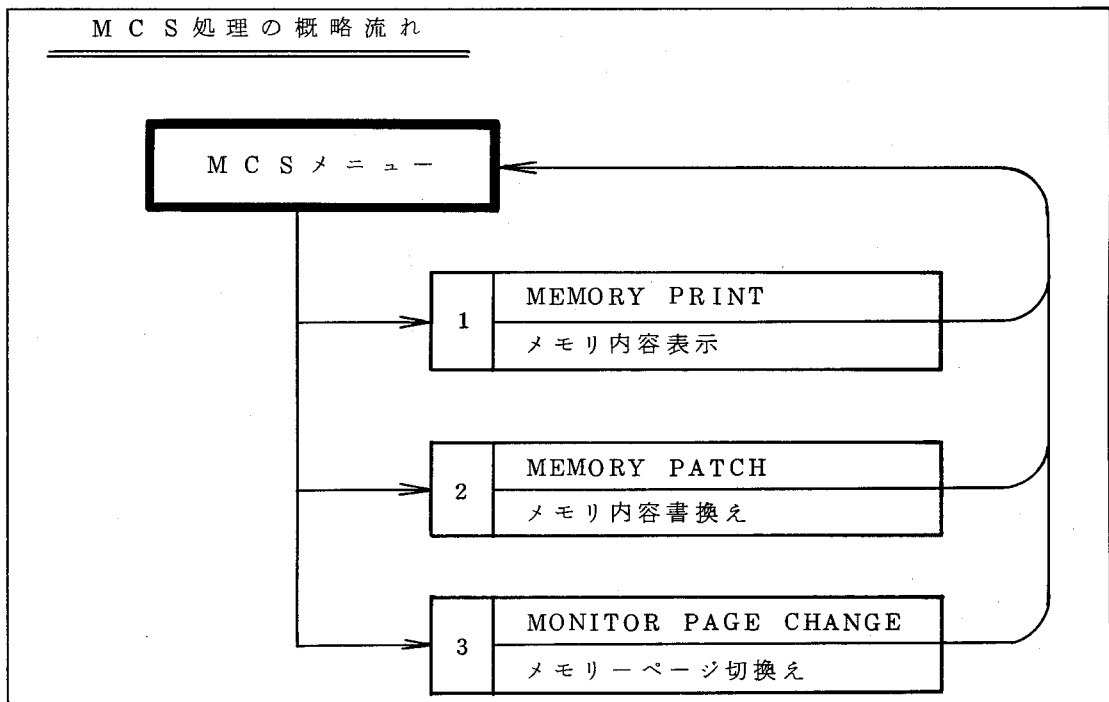 MCS処理の概略流れ
MCSメニュー
1
MEMORY PRINT
メモリ内容表示
2
MEMORY PATCH
メモリ内容書換え
3
MONITOR PAGE CHANGE
メモリーページ切換え